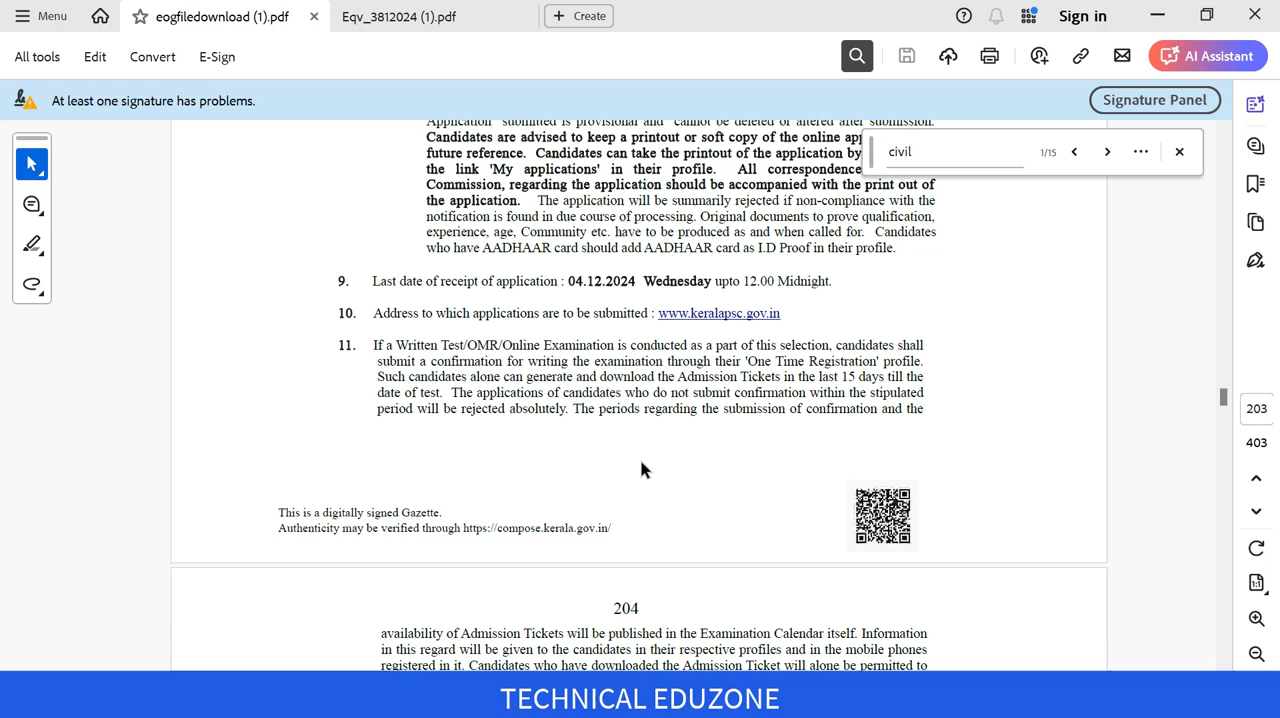 Menu
eogfiledownload (1).pdf
Eqv_3812024 (1).pdf
Create
Sign in
All tools
Edit
Convert
E-Sign
AI Assistant
At least one signature has problems.
Signature Panel
civil
1/15
Application submitted is provisional and cannot be deleted or altered after submission.
Candidates are advised to keep a printout or soft copy of the online app
future reference. Candidates can take the printout of the application by
the link 'My applications' in their profile. All correspondence
Commission, regarding the application should be accompanied with the print out of
the application. The application will be summarily rejected if non-compliance with the
notification is found in due course of processing. Original documents to prove qualification,
experience, age, Community etc. have to be produced as and when called for. Candidates
who have AADHAAR card should add AADHAAR card as I.D Proof in their profile.
9. Last date of receipt of application : 04.12.2024 Wednesday upto 12.00 Midnight.
10. Address to which applications are to be submitted : www.keralapsc.gov.in
11. If a Written Test/OMR/Online Examination is conducted as a part of this selection, candidates shall
submit a confirmation for writing the examination through their 'One Time Registration' profile.
Such candidates alone can generate and download the Admission Tickets in the last 15 days till the
date of test. The applications of candidates who do not submit confirmation within the stipulated
period will be rejected absolutely. The periods regarding the submission of confirmation and the
This is a digitally signed Gazette.
Authenticity may be verified through https://compose.kerala.gov.in/
203
403
1:1
204
availability of Admission Tickets will be published in the Examination Calendar itself. Information
in this regard will be given to the candidates in their respective profiles and in the mobile phones
registered in it. Candidates who have downloaded the Admission Ticket will alone be permitted to
TECHNICAL EDUZONE